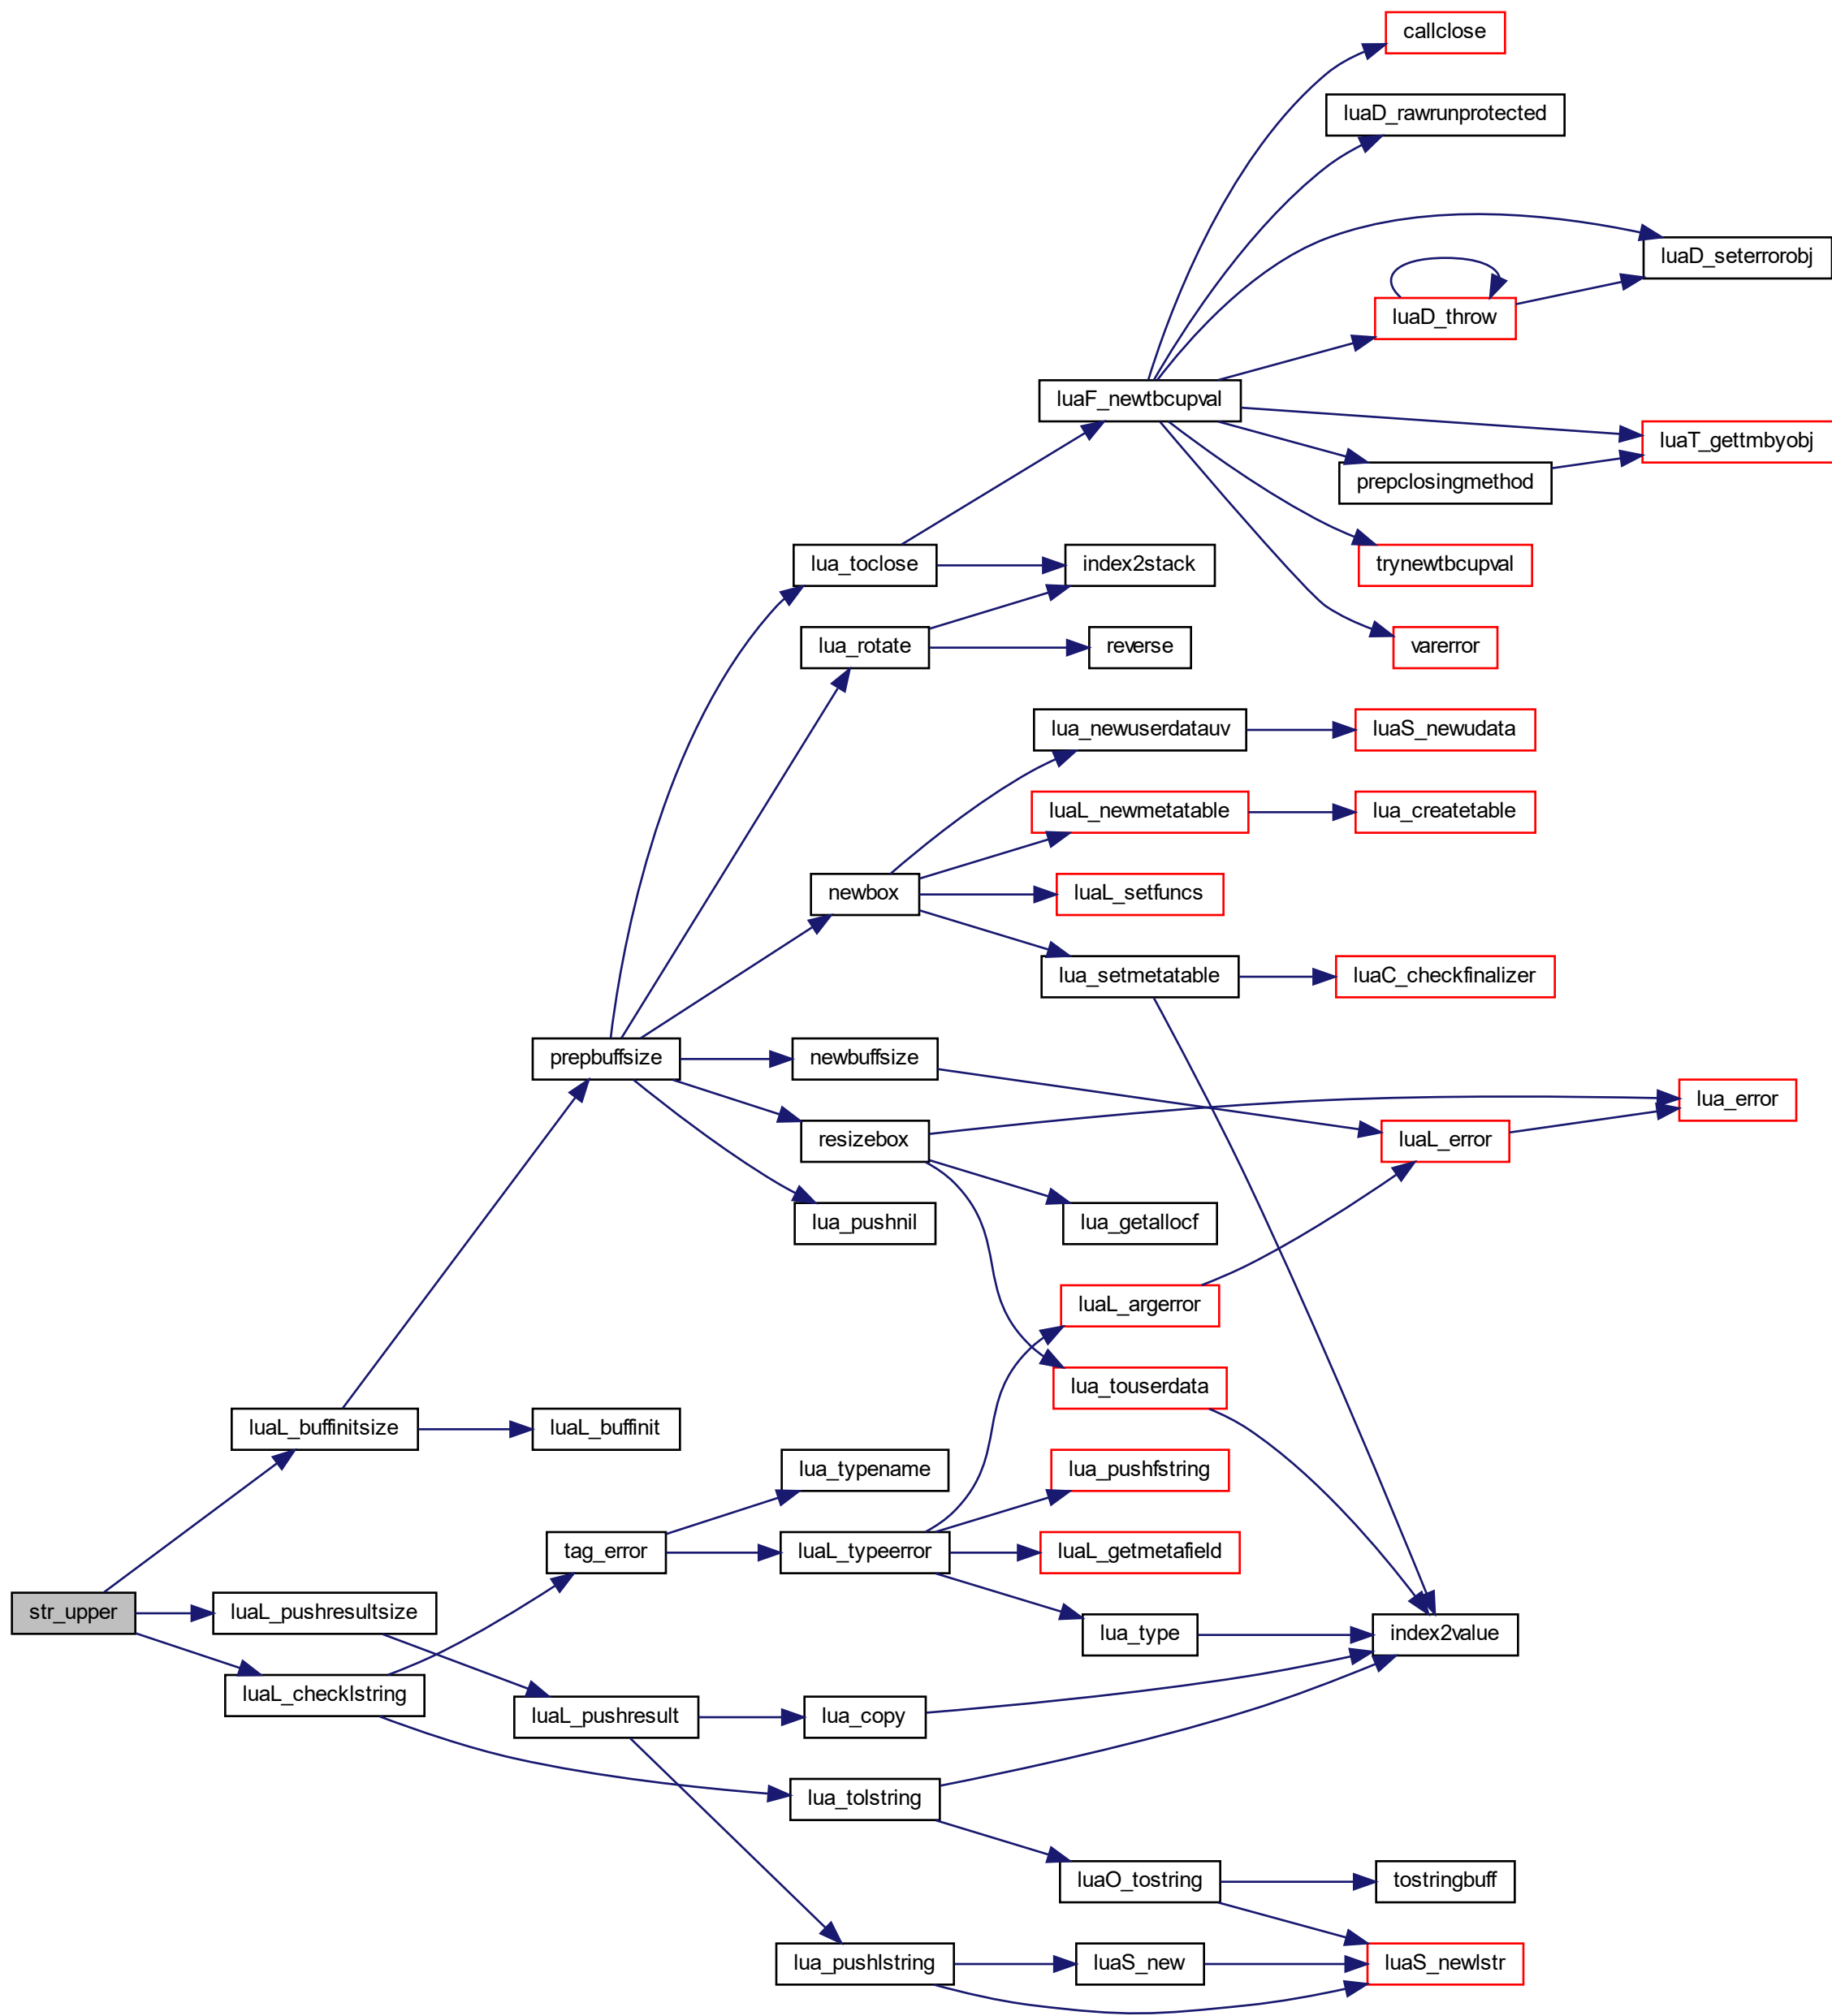 callclose
luaD_rawrunprotected
luaD_seterrorobj
luaD_throw
luaF_newtbcupval
luaT_gettmbyobj
prepclosingmethod
lua_toclose
index2stack
trynewtbcupval
lua_rotate
reverse
varerror
lua_newuserdatauv
luaS_newudata
luaL_newmetatable
lua_createtable
newbox
luaL_setfuncs
lua_setmetatable
luaC_checkfinalizer
prepbuffsize
newbuffsize
lua_error
resizebox
luaL_error
lua_pushnil
lua_getallocf
luaL_argerror
lua_touserdata
luaL_buffinitsize
luaL_buffinit
lua_typename
lua_pushfstring
tag_error
luaL_typeerror
luaL_getmetafield
str_upper
luaL_pushresultsize
lua_type
index2value
luaL_checklstring
luaL_pushresult
lua_copy
lua_tolstring
luaO_tostring
tostringbuff
lua_pushlstring
luaS_new
luaS_newlstr